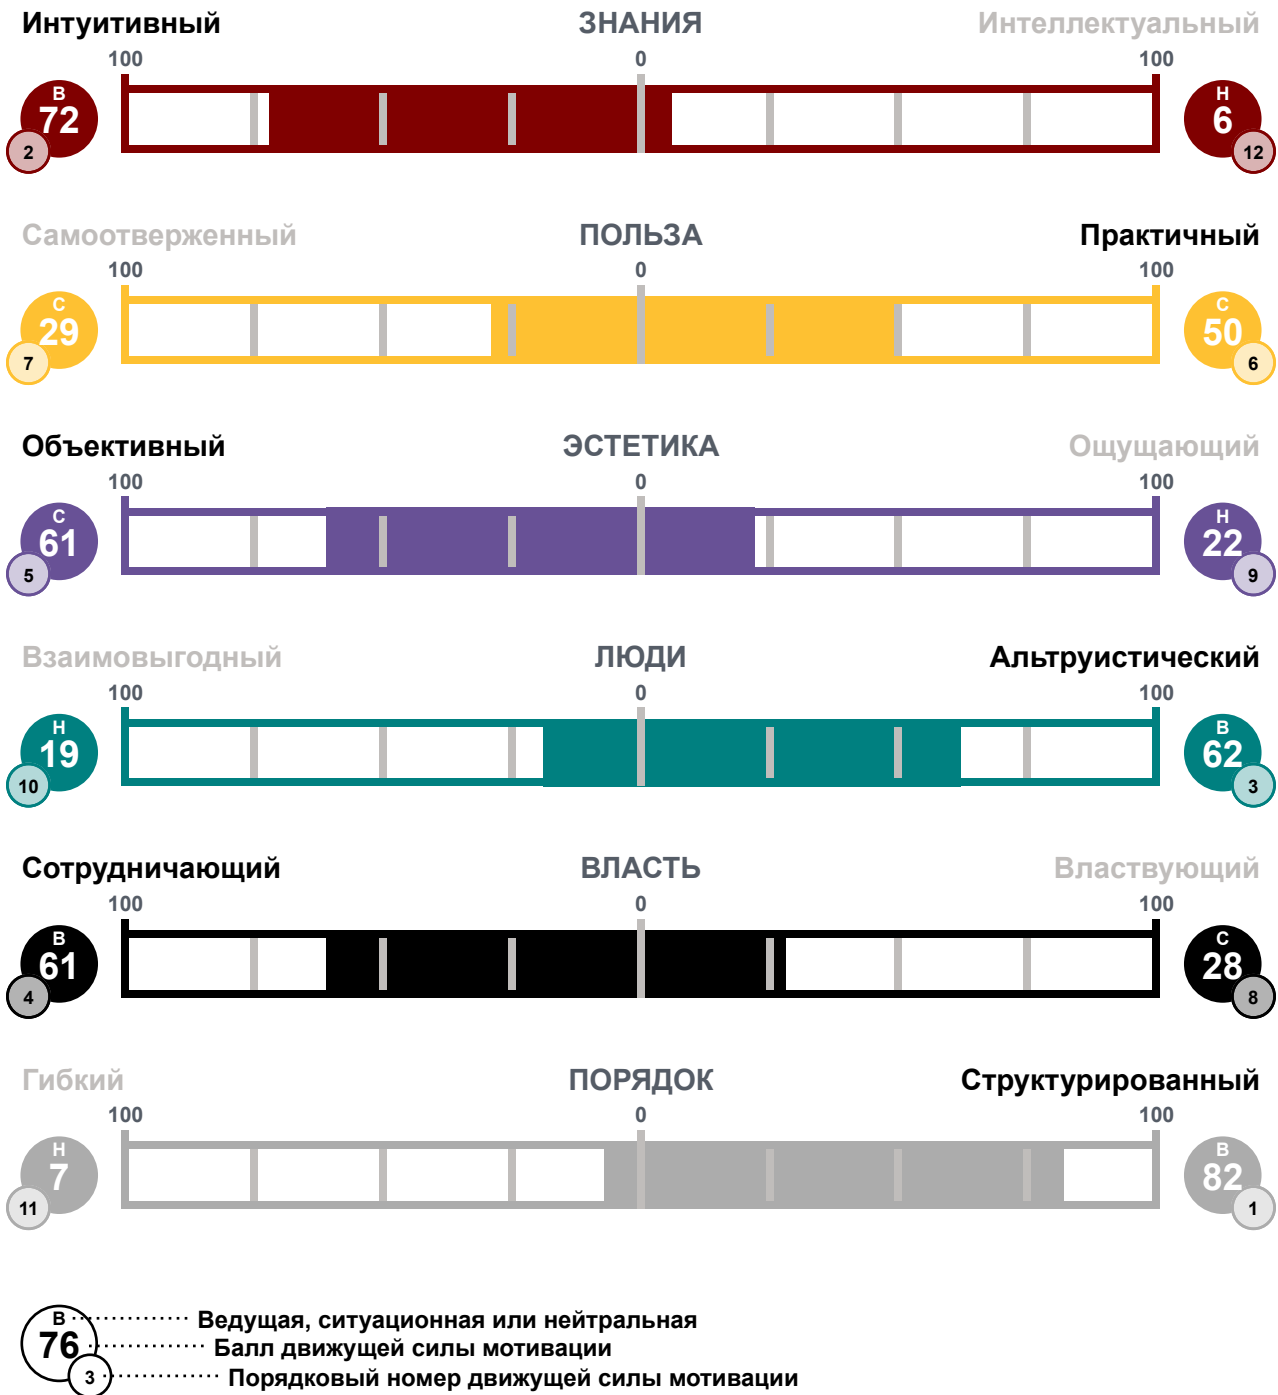 Интуитивный ЗНАНИЯ Интеллектуальный
100 0 100
В Н
72 6
2 12
Самоотверженный ПОЛЬЗА Практичный
100 0 100
С С
29 50
7 6
Объективный ЭСТЕТИКА Ощущающий
100 0 100
С Н
61 22
5 9
Взаимовыгодный ЛЮДИ Альтруистический
100 0 100
Н В
19 62
10 3
Сотрудничающий ВЛАСТЬ Властвующий
100 0 100
В С
61 28
4 8
Гибкий ПОРЯДОК Структурированный
100 0 100
Н В
7 82
11 1
В Ведущая, ситуационная или нейтральная
76 Балл движущей силы мотивации
3 Порядковый номер движущей силы мотивации